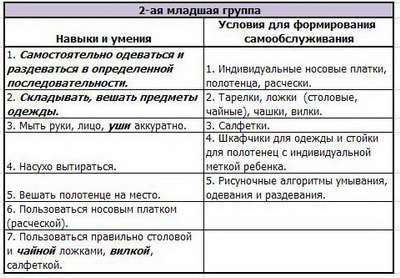 2-ая младшая группа
Навыки и умения
Условия для формирования
самообслуживания
1. Самостоятельно одеваться и
раздеваться в определенной
последовательности.
1. Индивидуальные носовые платки,
полотенца, расчески.
2. Складывать, вешать предметы
одежды.
2. Тарелки, ложки (столовые,
чайные), чашки, вилки.
3. Мыть руки, лицо, уши аккуратно.
3. Салфетки.
4. Насухо вытираться.
4. Шкафчики для одежды и стойки
для полотенец с индивидуальной
меткой ребенка.
5. Вешать полотенце на место.
5. Рисуночные алгоритмы умывания,
одевания и раздевания.
6. Пользоваться носовым платком
(расческой).
7. Пользоваться правильно столовой
и чайной ложками, вилкой,
салфеткой.